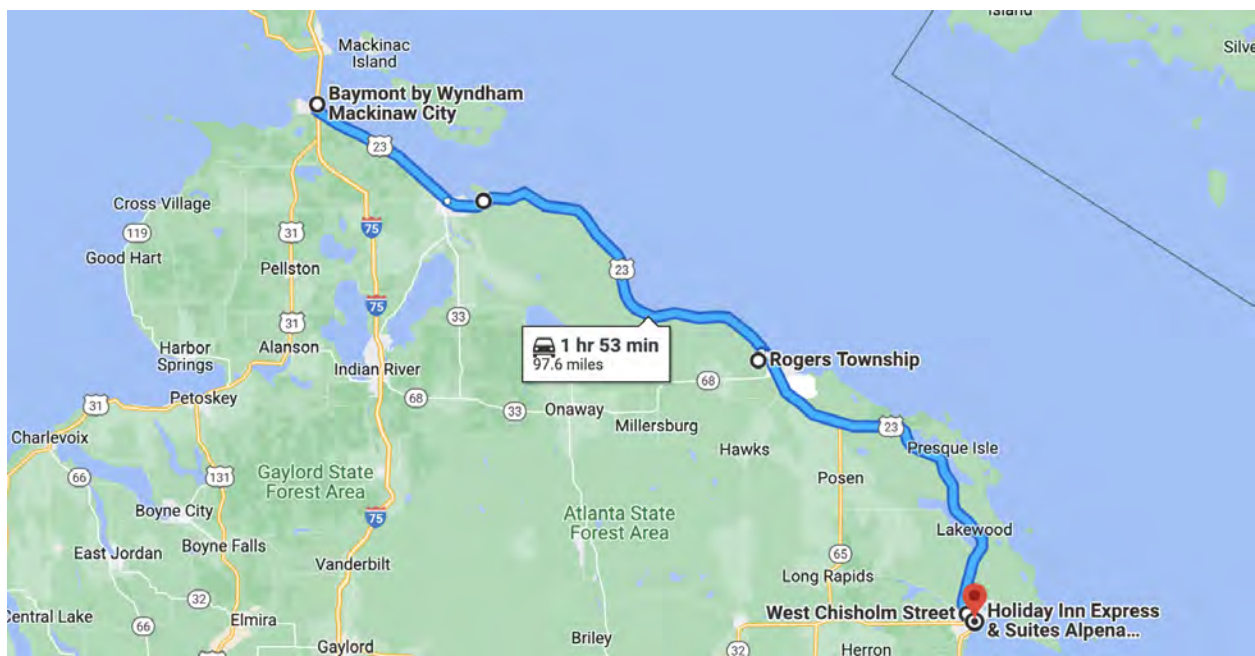 Island
Silve
Mackinac
Island
Baymont by Wyndham
Mackinaw City
23
Cross Village
119
Good Hart
31
75
Pellston
23
31
75
33
Harbor
Springs
Alanson
Indian River
1 hr 53 min
97.6 miles
Rogers Township
Petoskey
31
68
33
Onaway
68
Millersburg
23
Charlevoix
66
131
Gaylord State
Forest Area
Hawks
Presque Isle
Posen
Boyne City
75
Atlanta State
Forest Area
Lakewood
East Jordan
Boyne Falls
Vanderbilt
65
Long Rapids
32
Central Lake
66
Elmira
Gaylord
Briley
West Chisholm Street
Holiday Inn Express
& Suites Alpena...
32
Herron